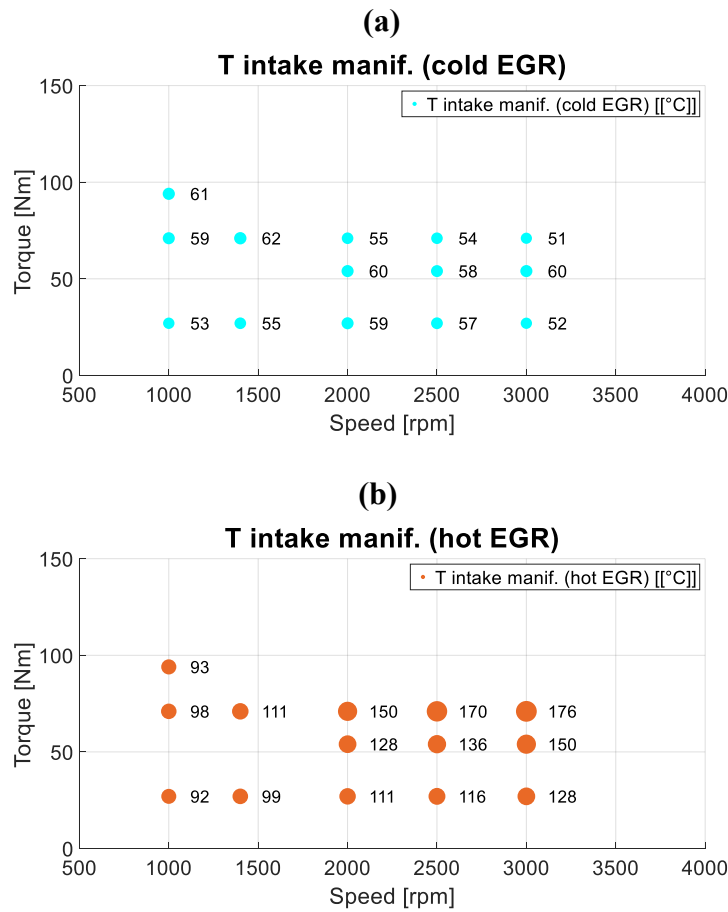 (a)
T intake manif. (cold EGR)
T intake manif. (cold EGR) [[°C]]
Torque [Nm]
150
100
50
0
61
59 62 55 54 51
60 58 60
53 55 59 57 52
500 1000 1500 2000 2500 3000 3500 4000
Speed [rpm]
(b)
T intake manif. (hot EGR)
T intake manif. (hot EGR) [[°C]]
Torque [Nm]
150
100
50
0
93
98 111 150 170 176
128 136 150
92 99 111 116 128
500 1000 1500 2000 2500 3000 3500 4000
Speed [rpm]